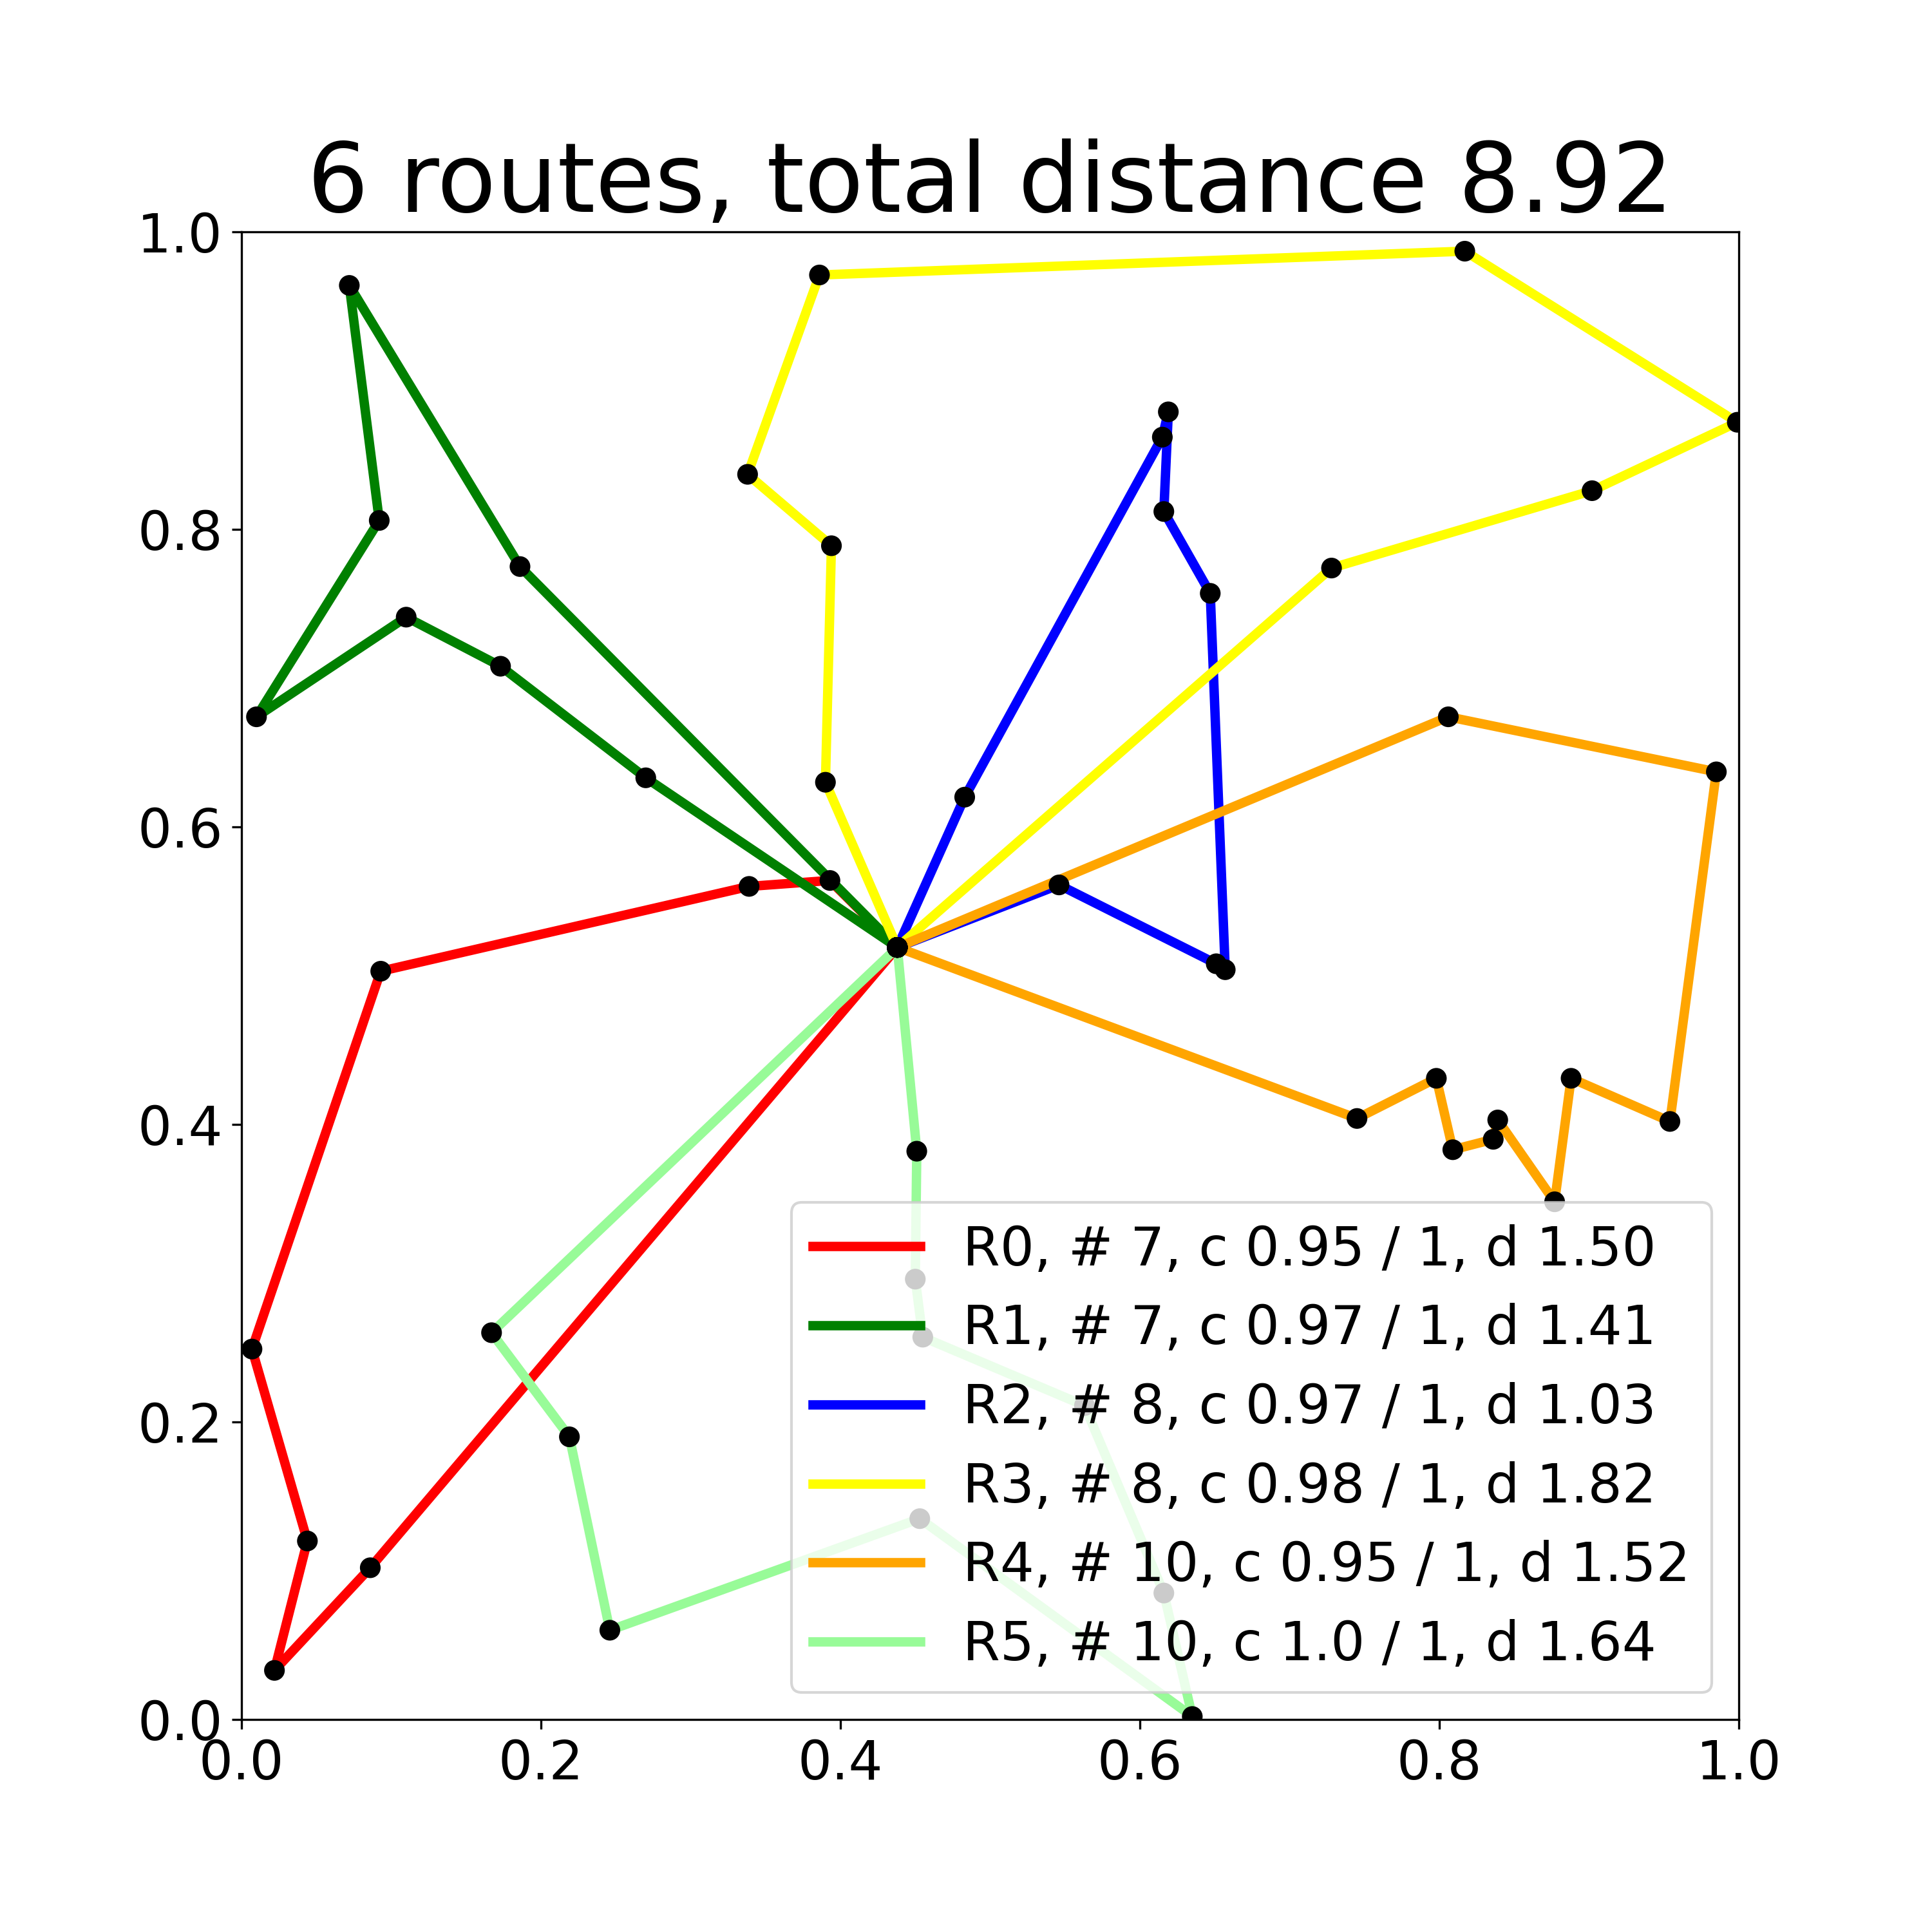 6 routes, total distance 8.92
1.0
0.8
0.6
0.4
0.2
0.0
0.0 0.2 0.4 0.6 0.8 1.0
R0, # 7, c 0.95 / 1, d 1.50
R1, # 7, c 0.97 / 1, d 1.41
R2, # 8, c 0.97 / 1, d 1.03
R3, # 8, c 0.98 / 1, d 1.82
R4, # 10, c 0.95 / 1, d 1.52
R5, # 10, c 1.0 / 1, d 1.64